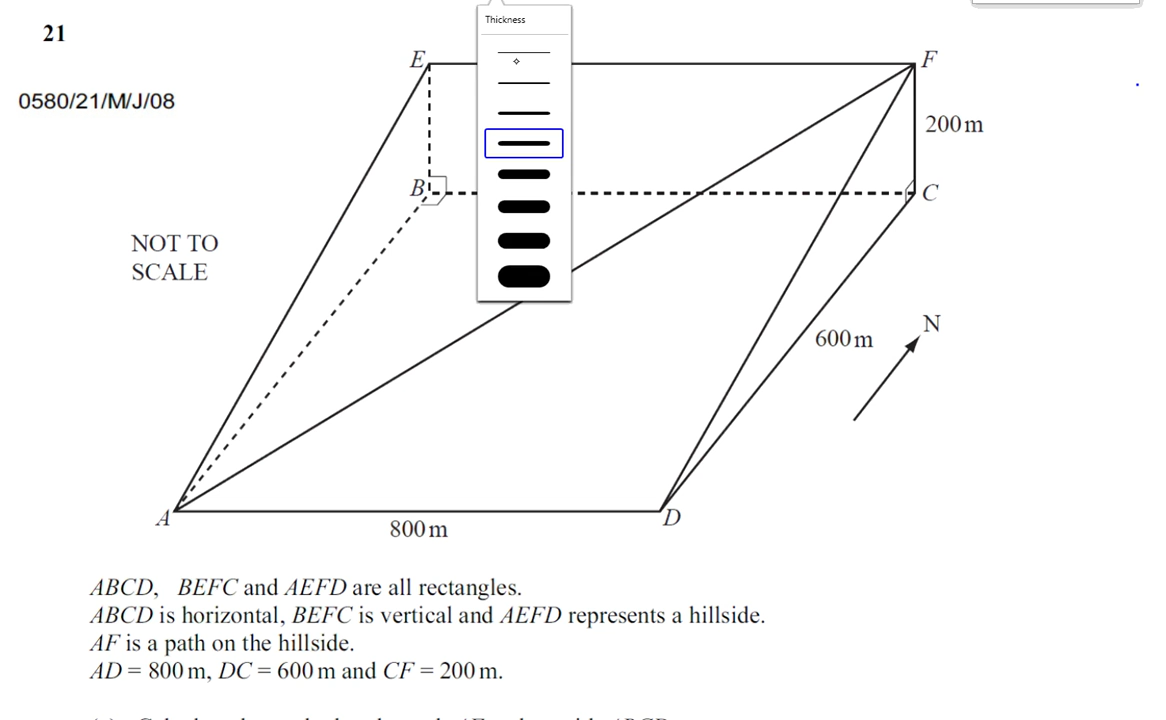 21
Thickness
E
F
0580/21/M/J/08
200 m
B
C
NOT TO
SCALE
N
600 m
A
D
800 m
ABCD, BEFC and AEFD are all rectangles.
ABCD is horizontal, BEFC is vertical and AEFD represents a hillside.
AF is a path on the hillside.
AD = 800 m, DC = 600 m and CF = 200 m.